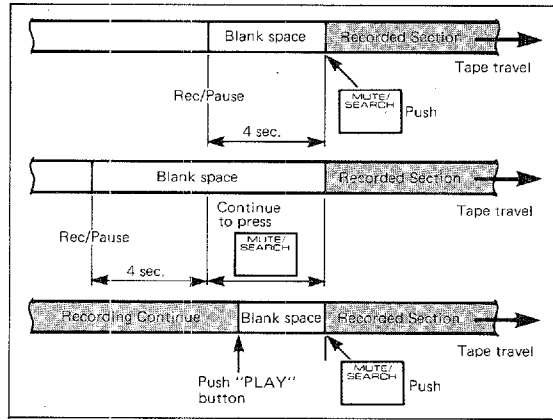 Blank space
Recorded Section
Tape travel
Rec/Pause
MUTE/
SEARCH
Push
4 sec.
Blank space
Recorded Section
Tape travel
Continue
to press
MUTE/
SEARCH
Rec/Pause
4 sec.
Recording Continue
Blank space
Recorded Section
Tape travel
Push "PLAY"
button
MUTE/
SEARCH
Push